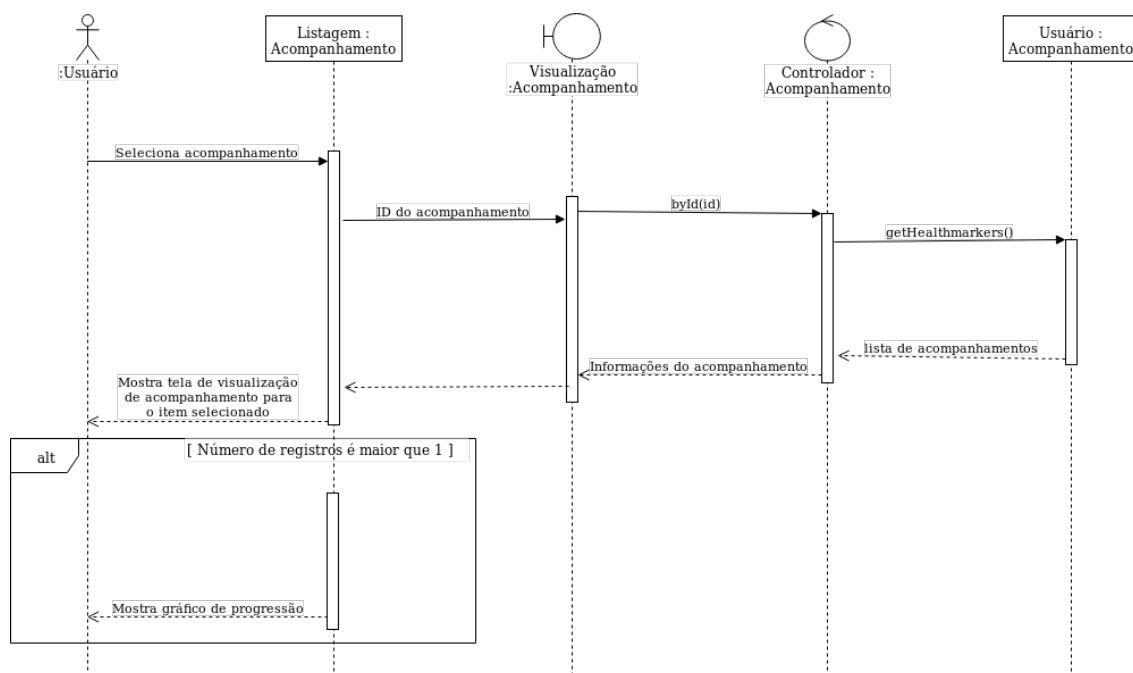 :Usuário
Listagem :
Acompanhamento
Visualização
:Acompanhamento
Controlador :
Acompanhamento
Usuário :
Acompanhamento
Seleciona acompanhamento
ID do acompanhamento
byId(id)
getHealthmarkers()
lista de acompanhamentos
Informações do acompanhamento
Mostra tela de visualização
de acompanhamento para
o item selecionado
alt
[ Número de registros é maior que 1 ]
Mostra gráfico de progressão